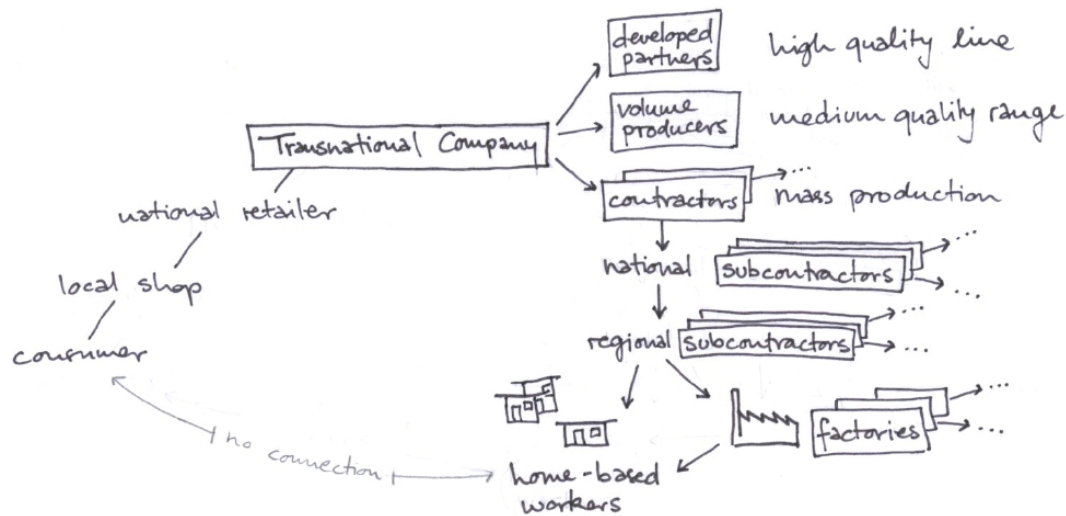 developed
partners
high quality line
volume
producers
medium quality range
Transnational Company
contractors
...
mass production
national retailer
national subcontractors
...
...
local shop
regional subcontractors
...
...
consumer
factories
...
...
no connection
home-based
workers